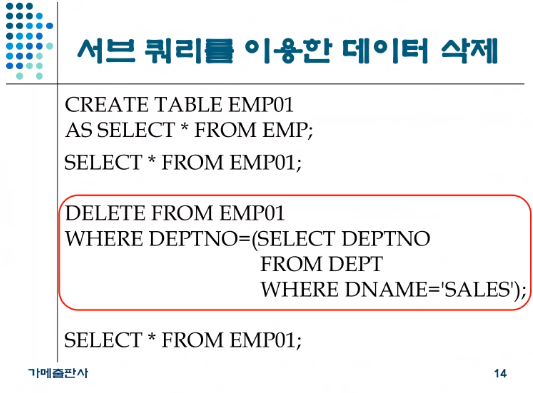 서브 쿼리를 이용한 데이터 삭제
CREATE TABLE EMP01
AS SELECT * FROM EMP;
SELECT * FROM EMP01;
DELETE FROM EMP01
WHERE DEPTNO=(SELECT DEPTNO
FROM DEPT
WHERE DNAME='SALES');
SELECT * FROM EMP01;
가메출판사
14